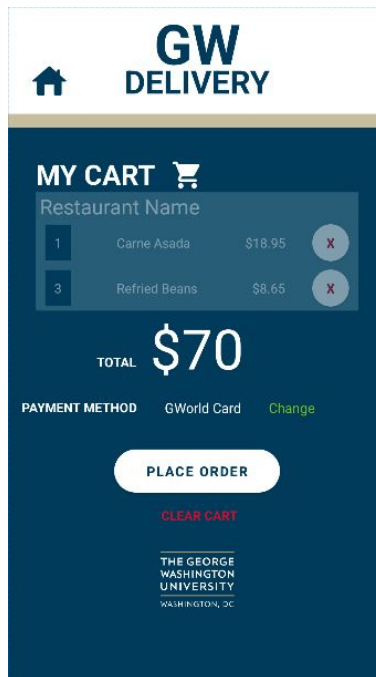 GW
DELIVERY
MY CART
Restaurant Name
1 Carne Asada $18.95 X
3 Refried Beans $8.65 X
TOTAL $70
PAYMENT METHOD GWorld Card Change
PLACE ORDER
CLEAR CART
THE GEORGE
WASHINGTON
UNIVERSITY
WASHINGTON, DC